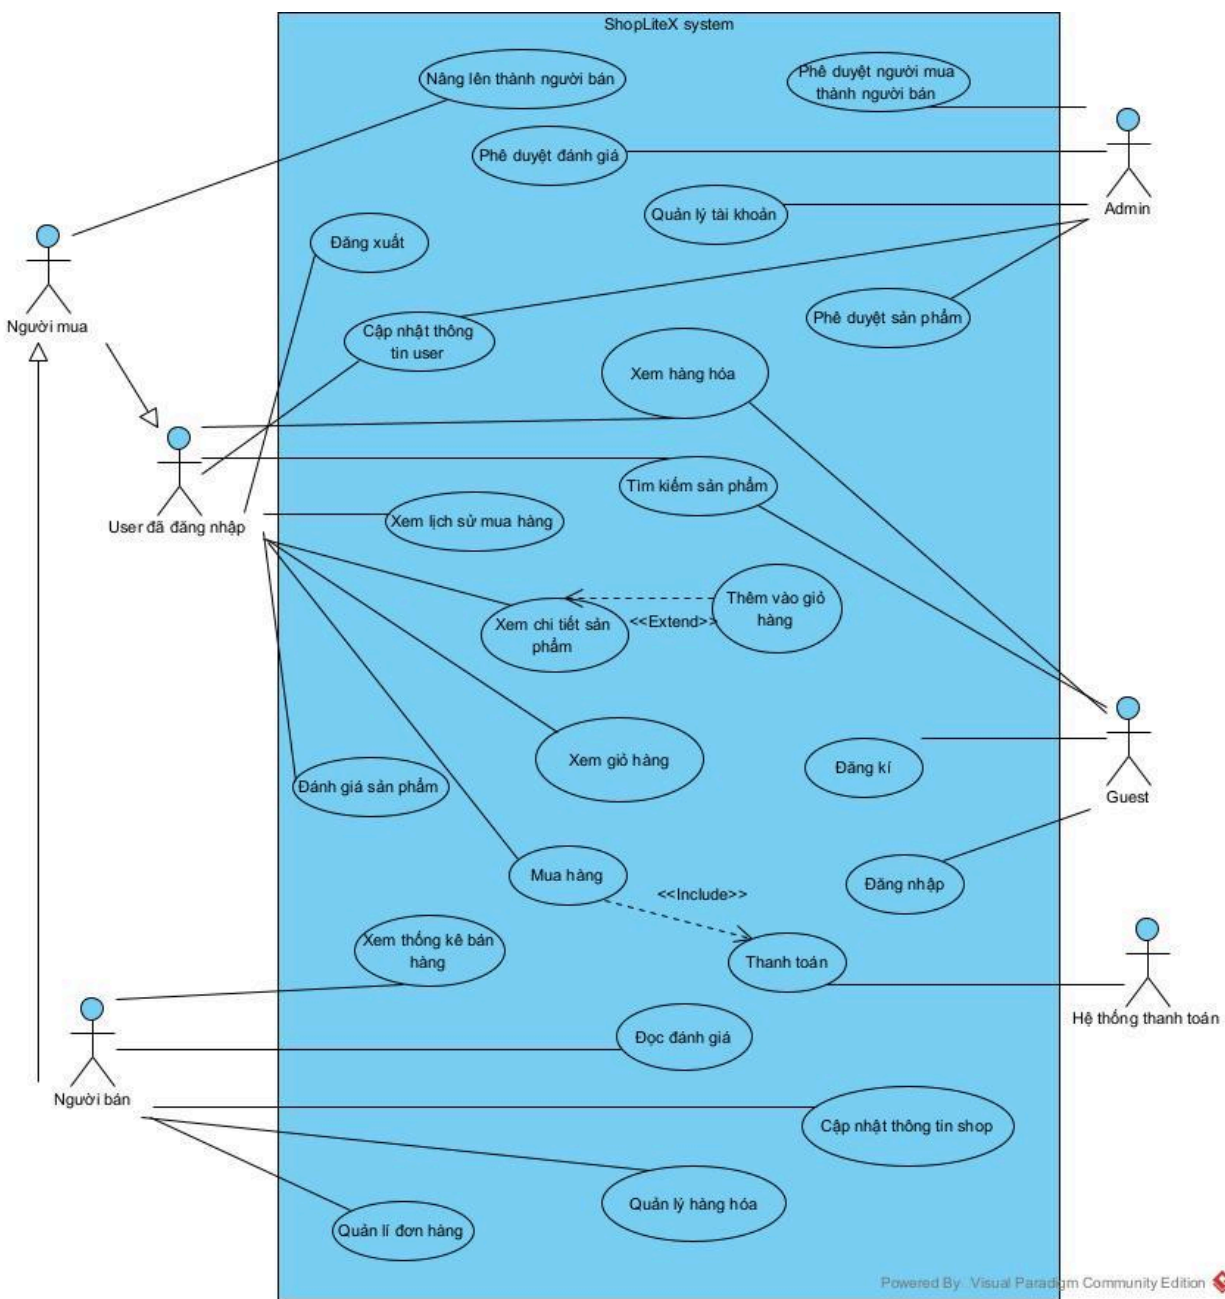 ShopLiteX system
Nâng lên thành người bán
Phê duyệt người mua
thành người bán
Phê duyệt đánh giá
Quản lý tài khoản
Admin
Đăng xuất
Người mua
Cập nhật thông
tin user
Phê duyệt sản phẩm
Xem hàng hóa
Tìm kiếm sản phẩm
User đã đăng nhập
Xem lịch sử mua hàng
Xem chi tiết sản
phẩm
<<Extend>>
Thêm vào giỏ
hàng
Xem giỏ hàng
Đăng kí
Đánh giá sản phẩm
Guest
Mua hàng
<<Include>>
Đăng nhập
Xem thống kê bán
hàng
Thanh toán
Hệ thống thanh toán
Đọc đánh giá
Người bán
Cập nhật thông tin shop
Quản lý hàng hóa
Quản lí đơn hàng
Powered By Visual Paradigm Community Edition